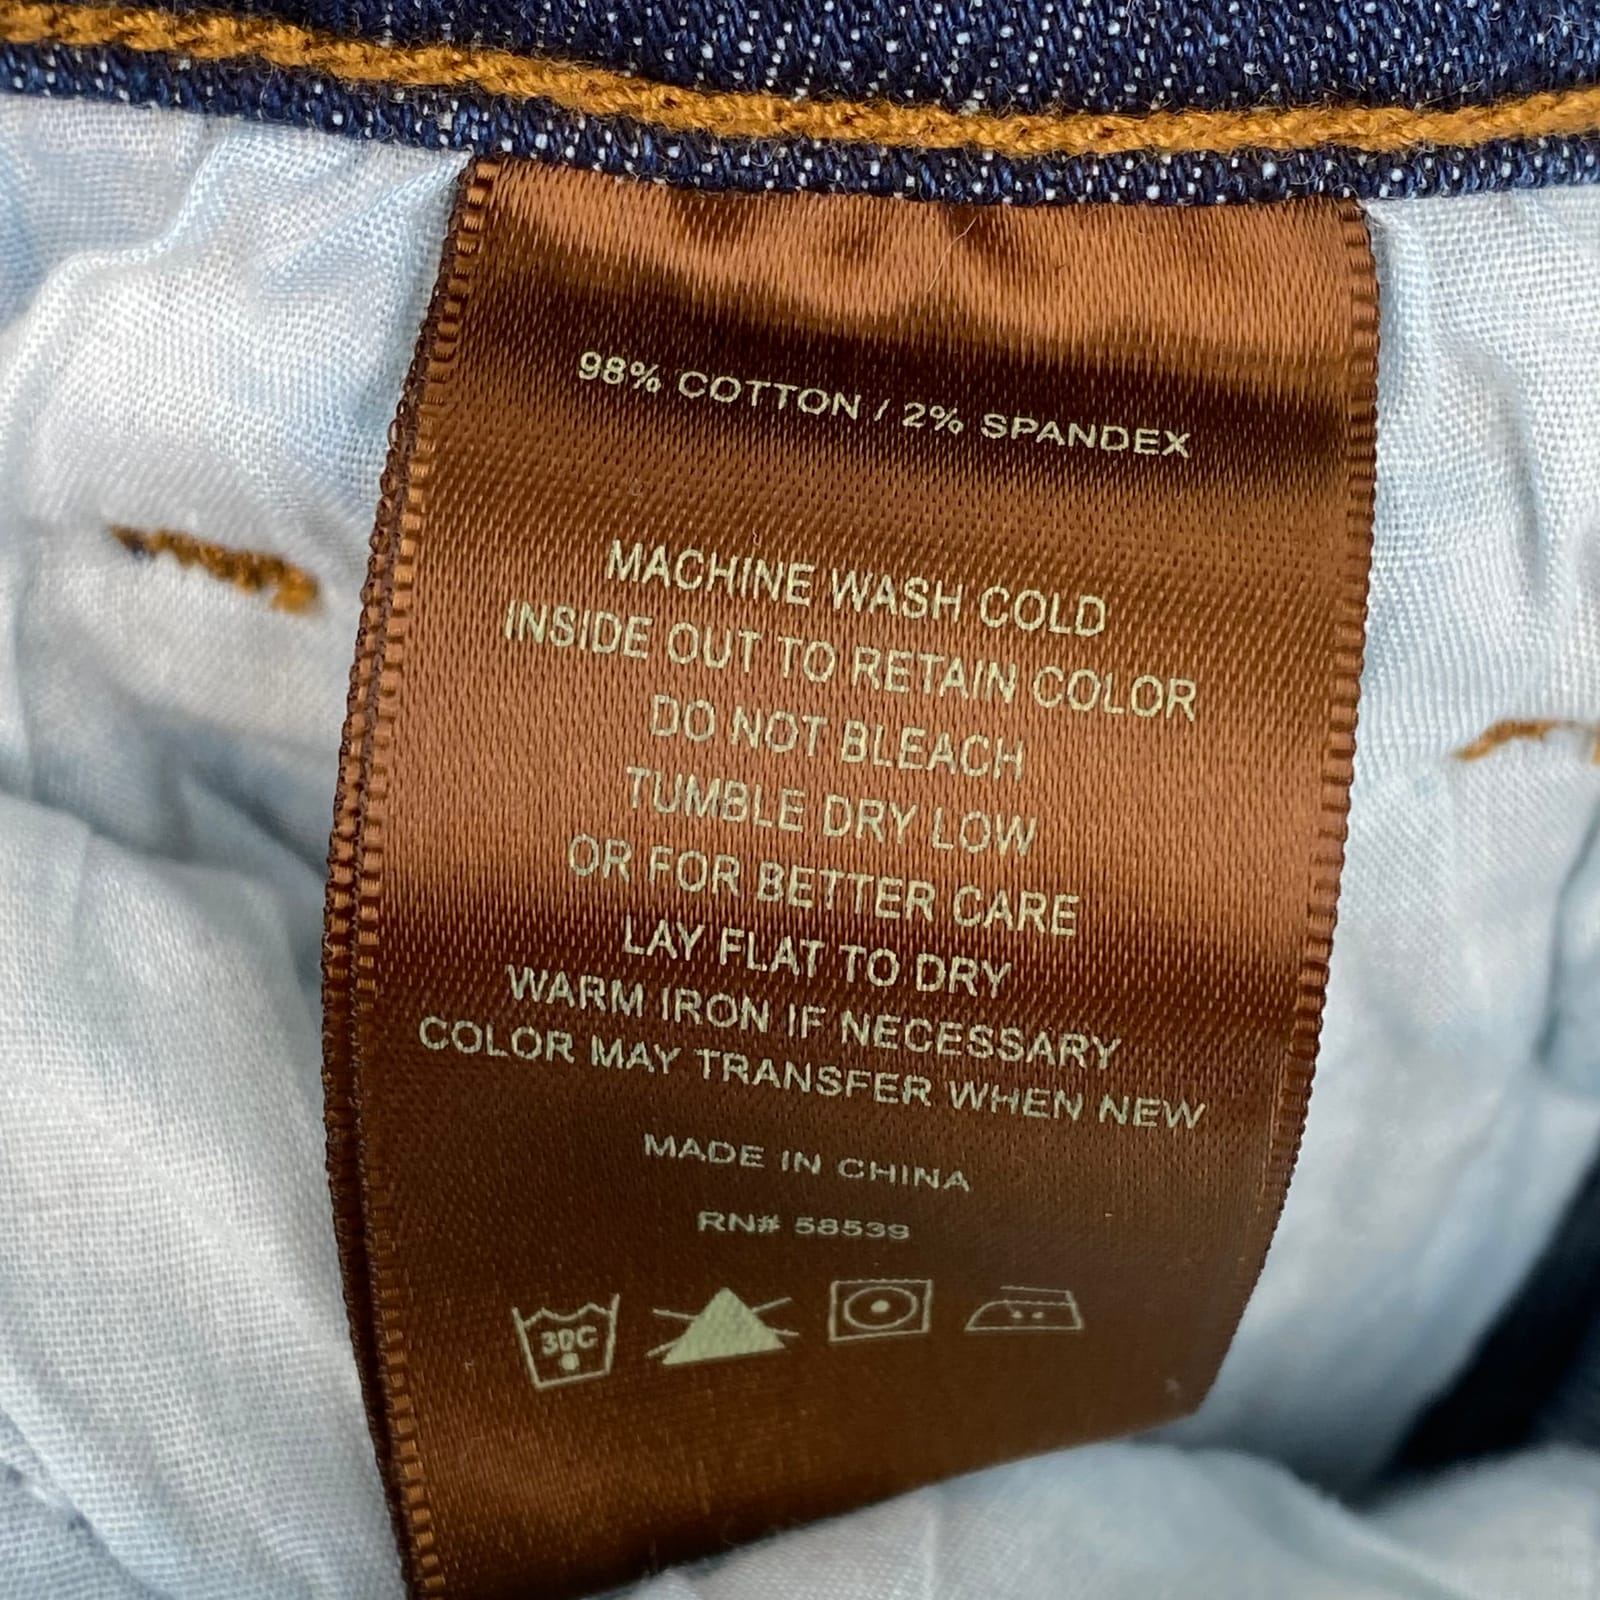 98% COTTON / 2% SPANDEX
MACHINE WASH COLD
INSIDE OUT TO RETAIN COLOR
DO NOT BLEACH
TUMBLE DRY LOW
OR FOR BETTER CARE
LAY FLAT TO DRY
WARM IRON IF NECESSARY
COLOR MAY TRANSFER WHEN NEW
MADE IN CHINA
RN# 58539
30C